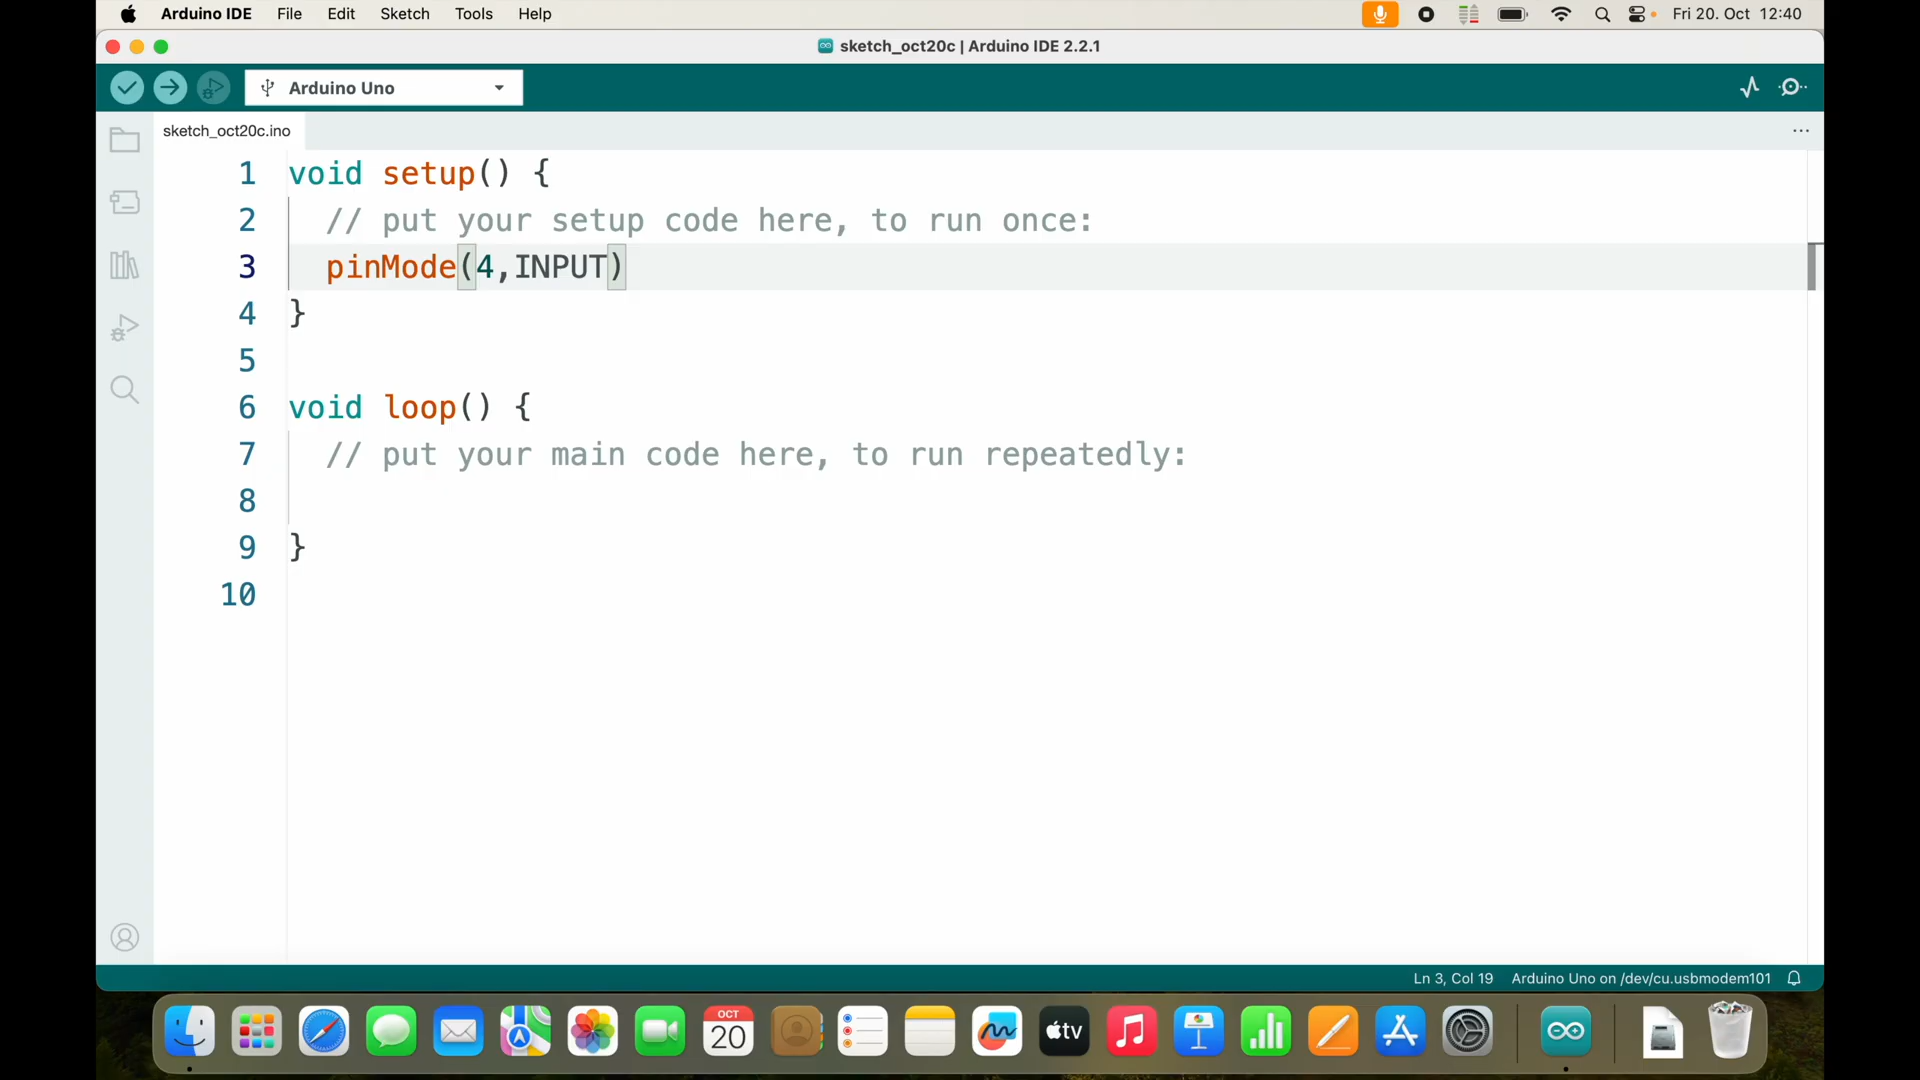 Arduino IDE File Edit Sketch Tools Help Fri 20. Oct 12:40
sketch_oct20c | Arduino IDE 2.2.1
Arduino Uno
sketch_oct20c.ino
1 void setup() {
2 // put your setup code here, to run once:
3 pinMode(4,INPUT)
4 }
5
6 void loop() {
7 // put your main code here, to run repeatedly:
8
9 }
10
Ln 3, Col 19 Arduino Uno on /dev/cu.usbmodem101
OCT
20
tv